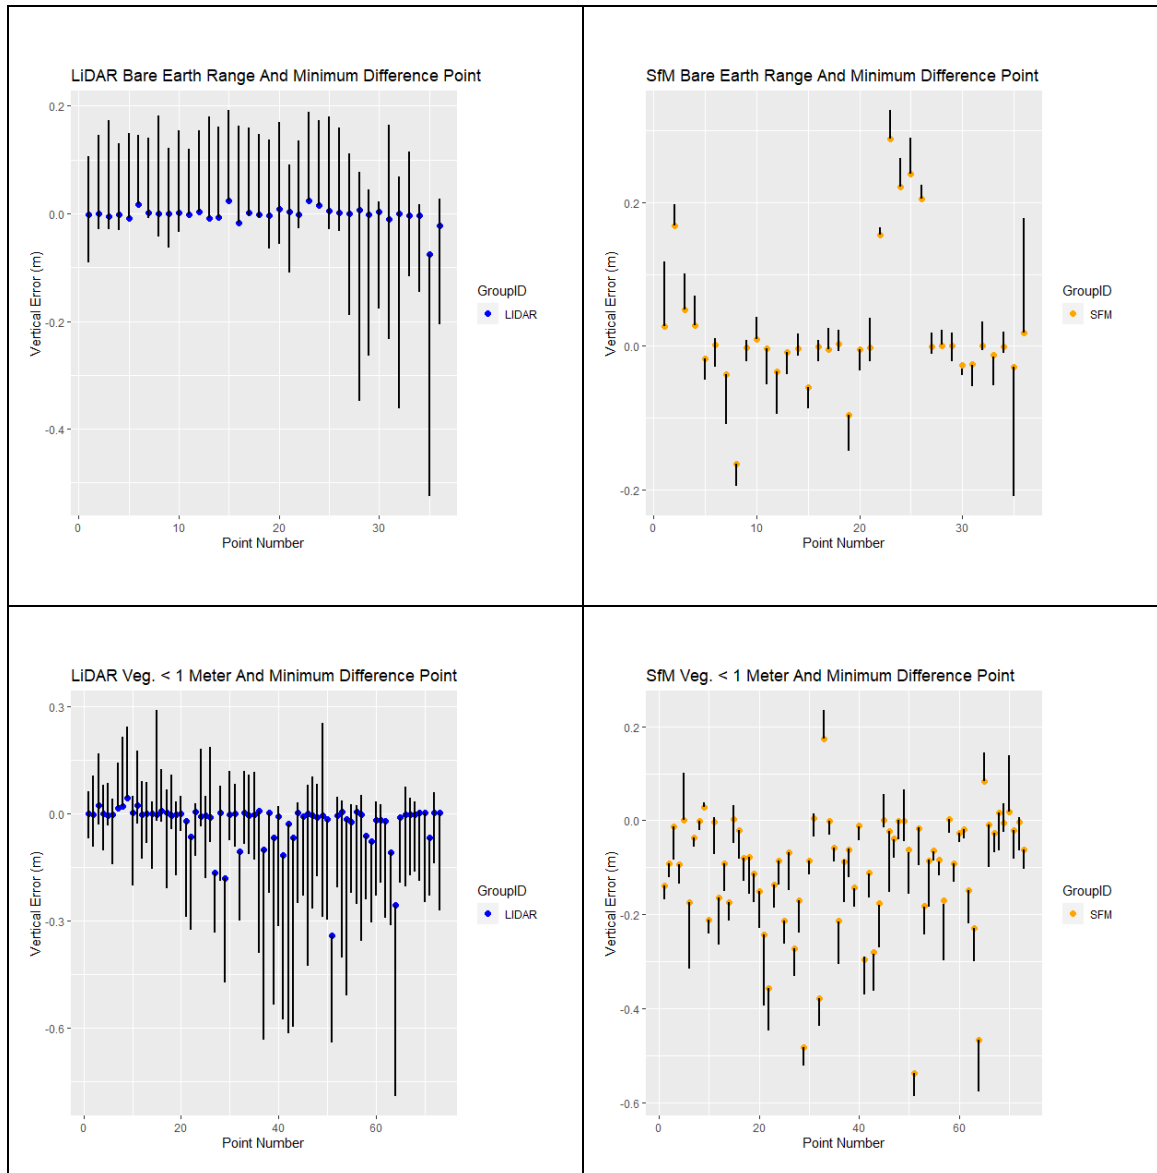 LiDAR Bare Earth Range And Minimum Difference Point
0.2
0.0
-0.2
-0.4
Vertical Error (m)
0
10
20
30
Point Number
GroupID
LIDAR
SfM Bare Earth Range And Minimum Difference Point
0.2
0.0
-0.2
Vertical Error (m)
0
10
20
30
Point Number
GroupID
SFM
LiDAR Veg. < 1 Meter And Minimum Difference Point
0.3
0.0
-0.3
-0.6
Vertical Error (m)
0
20
40
60
Point Number
GroupID
LIDAR
SfM Veg. < 1 Meter And Minimum Difference Point
0.2
0.0
-0.2
-0.4
-0.6
Vertical Error (m)
0
20
40
60
Point Number
GroupID
SFM